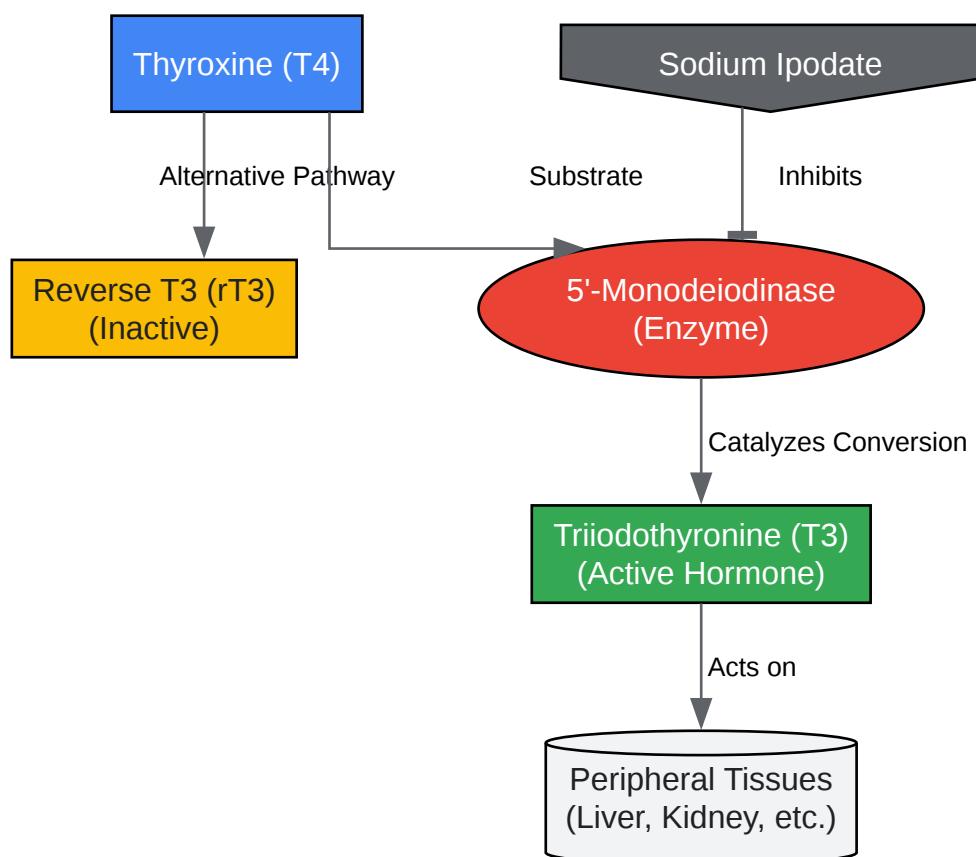 Thyroxine (T4)
Sodium Ipodate
Alternative Pathway
Substrate
Inhibits
Reverse T3 (rT3)
(Inactive)
5'-Monodeiodinase
(Enzyme)
Catalyzes Conversion
Triiodothyronine (T3)
(Active Hormone)
Acts on
Peripheral Tissues
(Liver, Kidney, etc.)